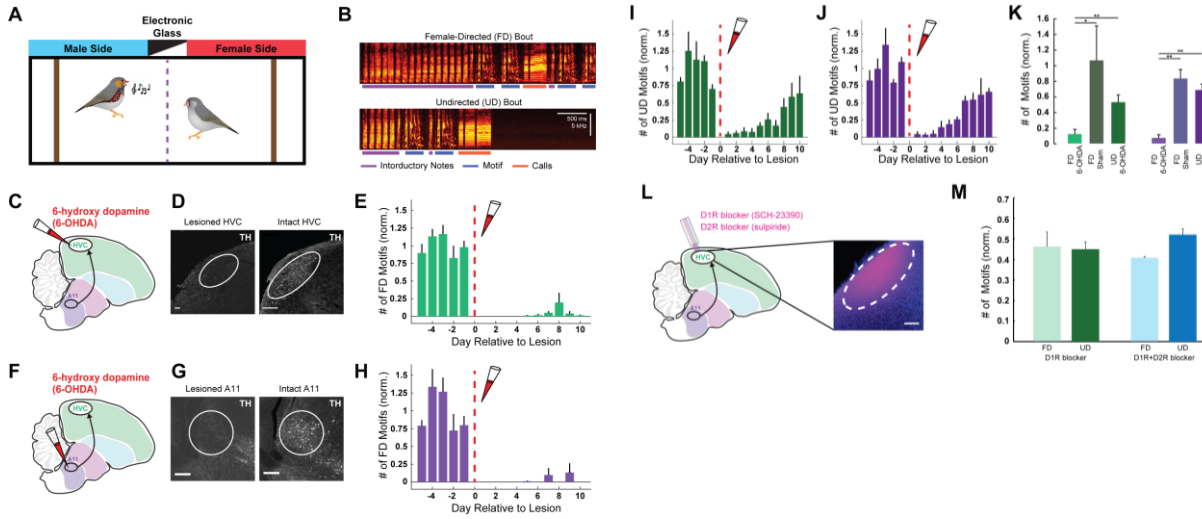 A
Electronic
Glass
Male Side
Female Side
B
Female-Directed (FD) Bout
Undirected (UD) Bout
500 ms
5 kHz
Intorductory Notes
Motif
Calls
C
6-hydroxy dopamine
(6-OHDA)
HVC
A11
D
Lesioned HVC
Intact HVC
TH
TH
E
# of FD Motifs (norm.)
1.5
1.25
1
0.75
0.5
0.25
0
-4 -2 0 2 4 6 8 10
Day Relative to Lesion
F
6-hydroxy dopamine
(6-OHDA)
HVC
A11
G
Lesioned A11
Intact A11
TH
TH
H
# of FD Motifs (norm.)
1.5
1.25
1
0.75
0.5
0.25
0
-4 -2 0 2 4 6 8 10
Day Relative to Lesion
I
# of UD Motifs (norm.)
1.5
1.25
1
0.75
0.5
0.25
0
-4 -2 0 2 4 6 8 10
Day Relative to Lesion
J
# of UD Motifs (norm.)
1.5
1.25
1
0.75
0.5
0.25
0
-4 -2 0 2 4 6 8 10
Day Relative to Lesion
K
# of Motifs (norm.)
1.6
1.4
1.2
1.0
0.8
0.6
0.4
0.2
0
*
**
**
**
FD
6-OHDA
FD
Sham
UD
6-OHDA
FD
6-OHDA
FD
Sham
UD
L
D1R blocker (SCH-23390)
D2R blocker (sulpiride)
HVC
A11
M
# of Motifs (norm.)
0.7
0.6
0.5
0.4
0.3
0.2
0.1
0
FD UD FD UD
D1R blocker
D1R+D2R blocker